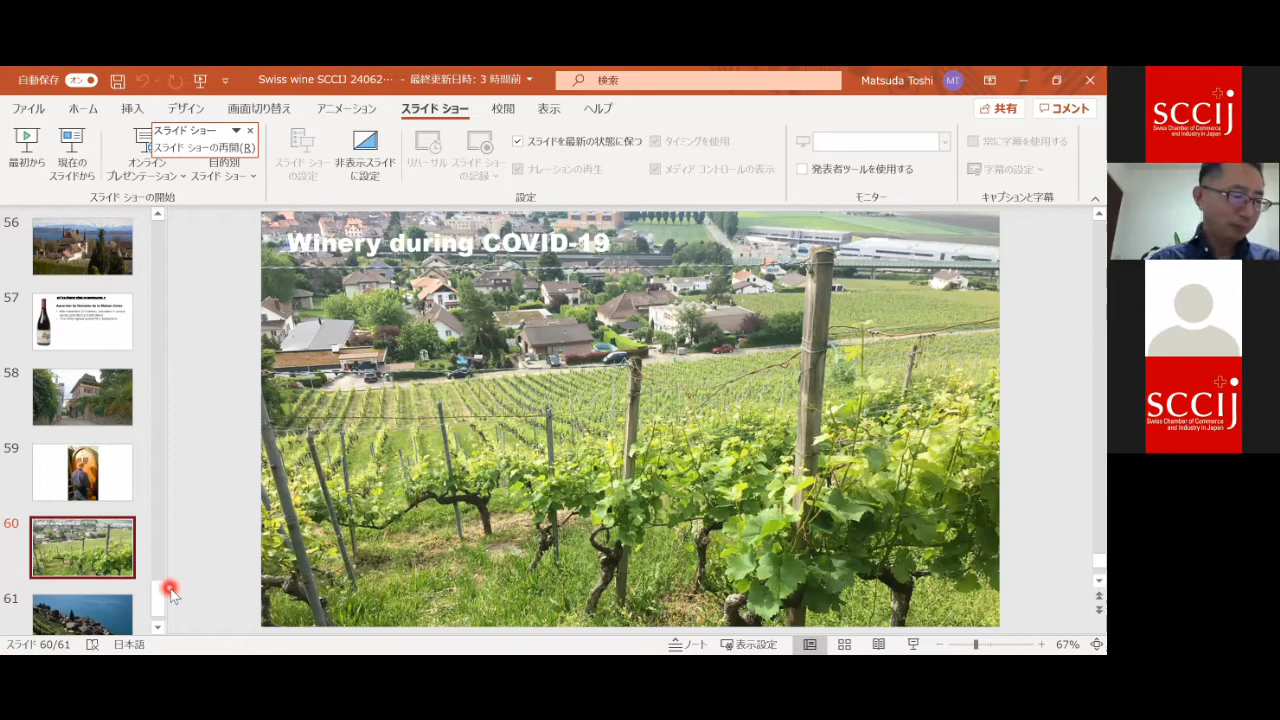 自動保存 オン
Swiss wine SCCIJ 24062… - 最終更新日時: 3 時間前
検索
Matsuda Toshi MT
ファイル ホーム 挿入 デザイン 画面切り替え アニメーション スライド ショー 校閲 表示 ヘルプ
共有 コメント
スライド ショー
スライド ショーの再開(R)
最初から
現在の
スライドから
オンライン
プレゼンテーション
目的別
スライド ショー
スライド ショーの開始
スライド ショー
の設定
非表示スライド
に設定
リハーサル
スライド ショー
の記録
スライドを最新の状態に保つ
ナレーションの再生
タイミングを使用
メディア コントロールの表示
設定
発表者ツールを使用する
モニター
常に字幕を使用する
字幕の設定
キャプションと字幕
56
57
58
59
60
61
Winery during COVID-19
スライド 60/61 日本語
ノート 表示設定 67%
SCCIJ
Swiss Chamber of Commerce
and Industry in Japan
SCCIJ
Swiss Chamber of Commerce
and Industry in Japan